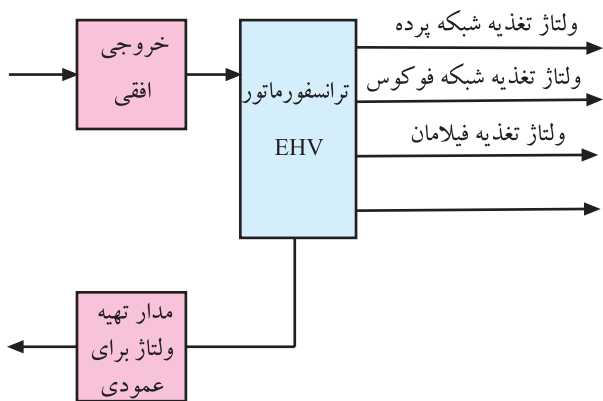 خروجی
افقی
ترانسفورماتور
EHV
ولتاژ تغذیه شبکه پرده
ولتاژ تغذیه شبکه فوکوس
ولتاژ تغذیه فیلامان
مدار تهیه
ولتاژ برای
عمودی